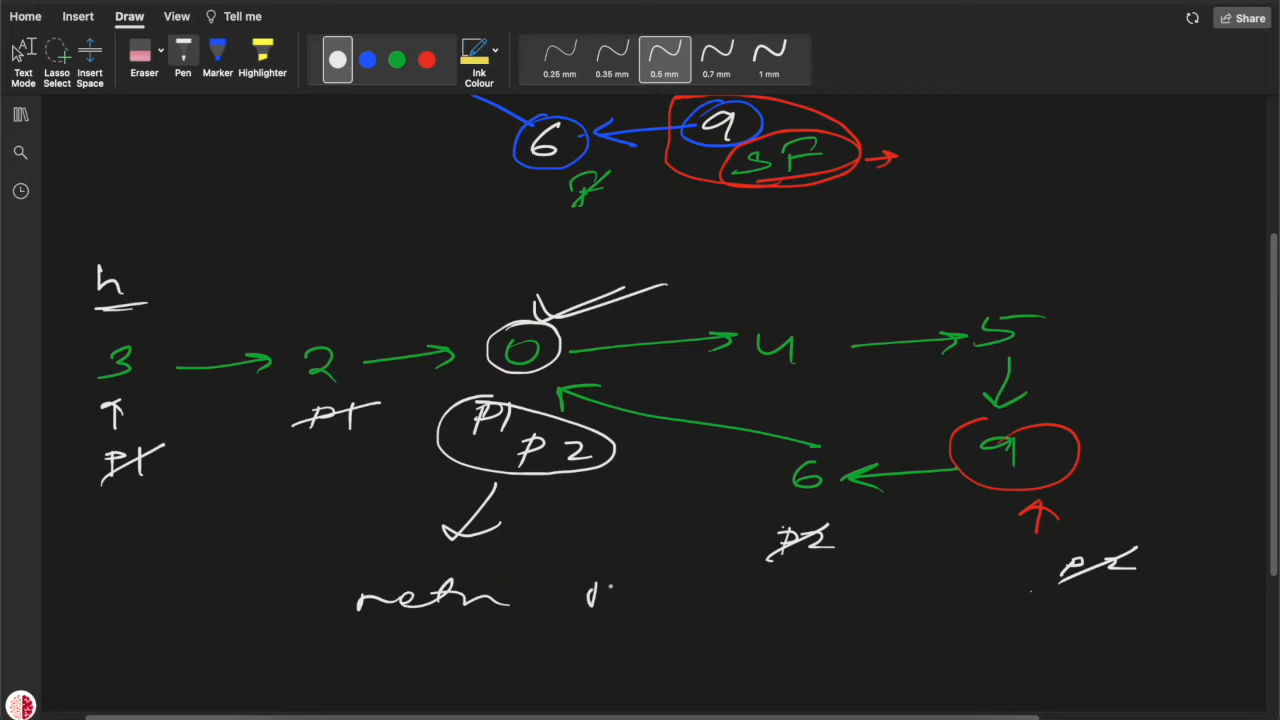 Home Insert Draw View Tell me Share
Text Mode Lasso Select Insert Space Eraser Pen Marker Highlighter Ink Colour 0.25 mm 0.35 mm 0.5 mm 0.7 mm 1 mm
6 9
SF
F
h
3 2 0 4 5
P1 P1 P1
P2
6 9
P2 P2
retn